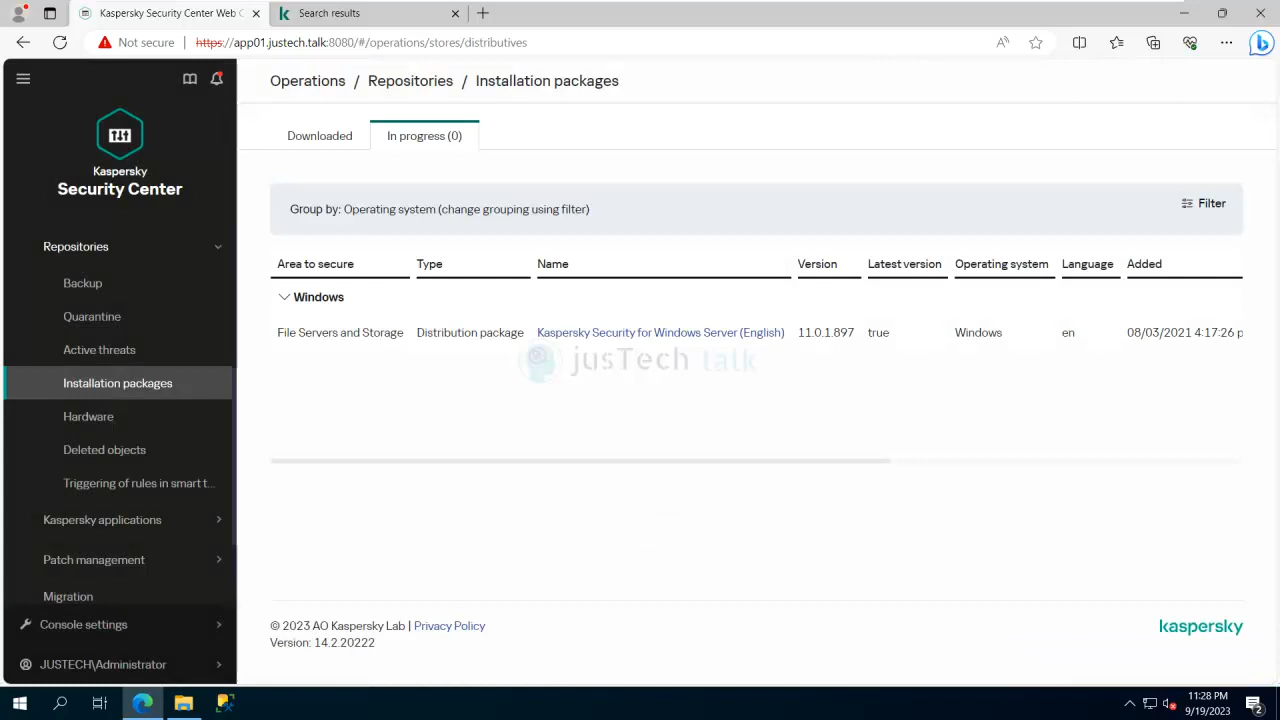 Kaspersky Security Center Web C
Search results
Not secure | https://app01.justech.talk:8080/#/operations/stores/distributives
Kaspersky
Security Center
Repositories
Backup
Quarantine
Active threats
Installation packages
Hardware
Deleted objects
Triggering of rules in smart t...
Kaspersky applications
Patch management
Migration
Console settings
JUSTECH\Administrator
Operations / Repositories / Installation packages
Downloaded
In progress (0)
Group by: Operating system (change grouping using filter)
Filter
Area to secure Type Name Version Latest version Operating system Language Added
Windows
File Servers and Storage Distribution package Kaspersky Security for Windows Server (English) 11.0.1.897 true Windows en 08/03/2021 4:17:26 p
jusTech talk
© 2023 AO Kaspersky Lab | Privacy Policy
Version: 14.2.20222
kaspersky
11:28 PM
9/19/2023
2